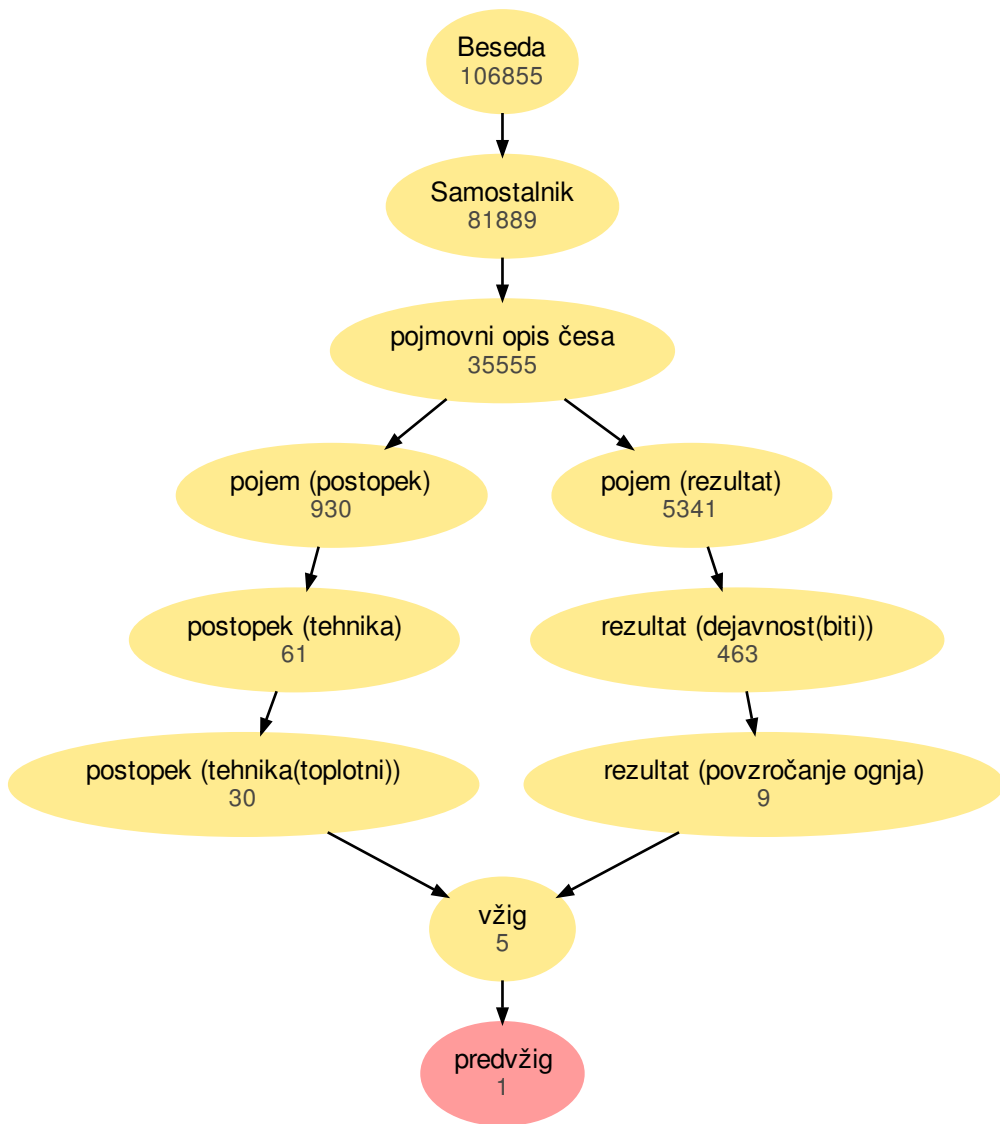 Beseda
106855
Samostalnik
81889
pojmovni opis česa
35555
pojem (postopek)
930
pojem (rezultat)
5341
postopek (tehnika)
61
rezultat (dejavnost(biti))
463
postopek (tehnika(toplotni))
30
rezultat (povzročanje ognja)
9
vžig
5
predvžig
1